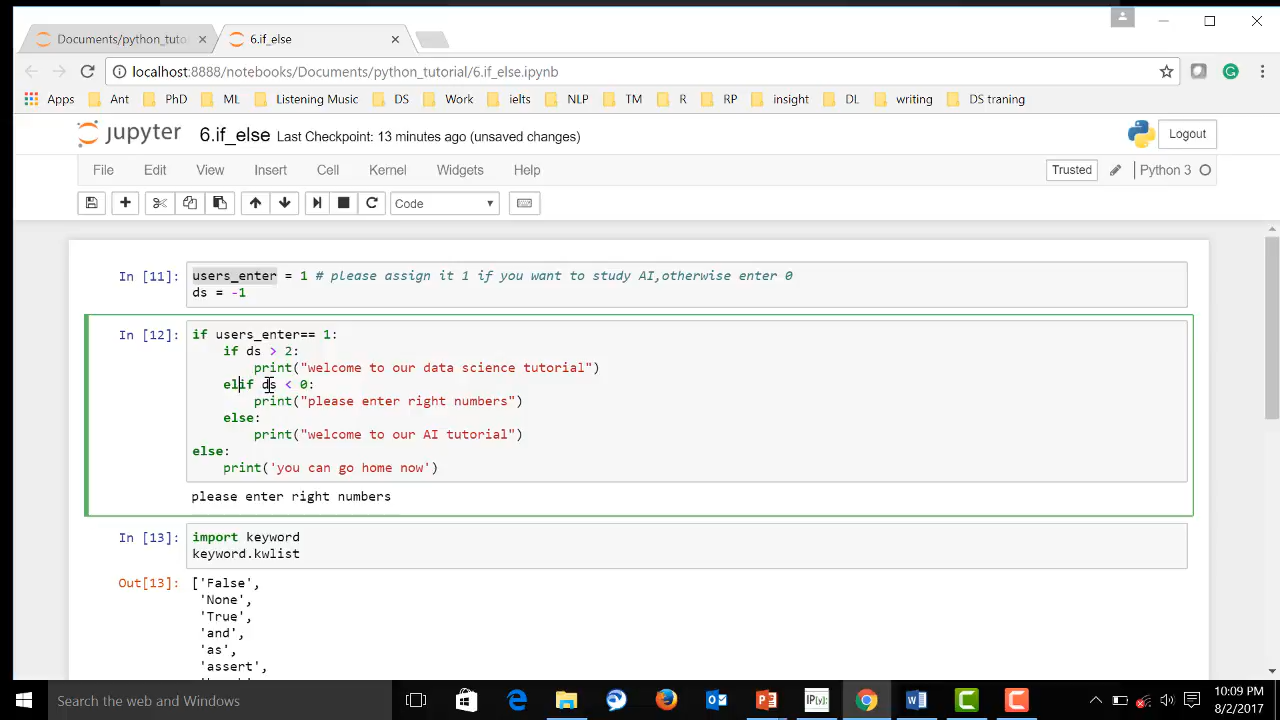 Documents/python_tuto
6.if_else
localhost:8888/notebooks/Documents/python_tutorial/6.if_else.ipynb
Apps Ant PhD ML Listening Music DS Work ielts NLP TM R RP insight DL writing DS traning
jupyter 6.if_else Last Checkpoint: 13 minutes ago (unsaved changes) Logout
File Edit View Insert Cell Kernel Widgets Help Trusted Python 3
Code
In [11]: users_enter = 1 # please assign it 1 if you want to study AI,otherwise enter 0
ds = -1
In [12]: if users_enter== 1:
if ds > 2:
print("welcome to our data science tutorial")
elif ds < 0:
print("please enter right numbers")
else:
print("welcome to our AI tutorial")
else:
print('you can go home now')
please enter right numbers
In [13]: import keyword
keyword.kwlist
Out[13]: ['False',
'None',
'True',
'and',
'as',
'assert',
Search the web and Windows
10:09 PM
8/2/2017